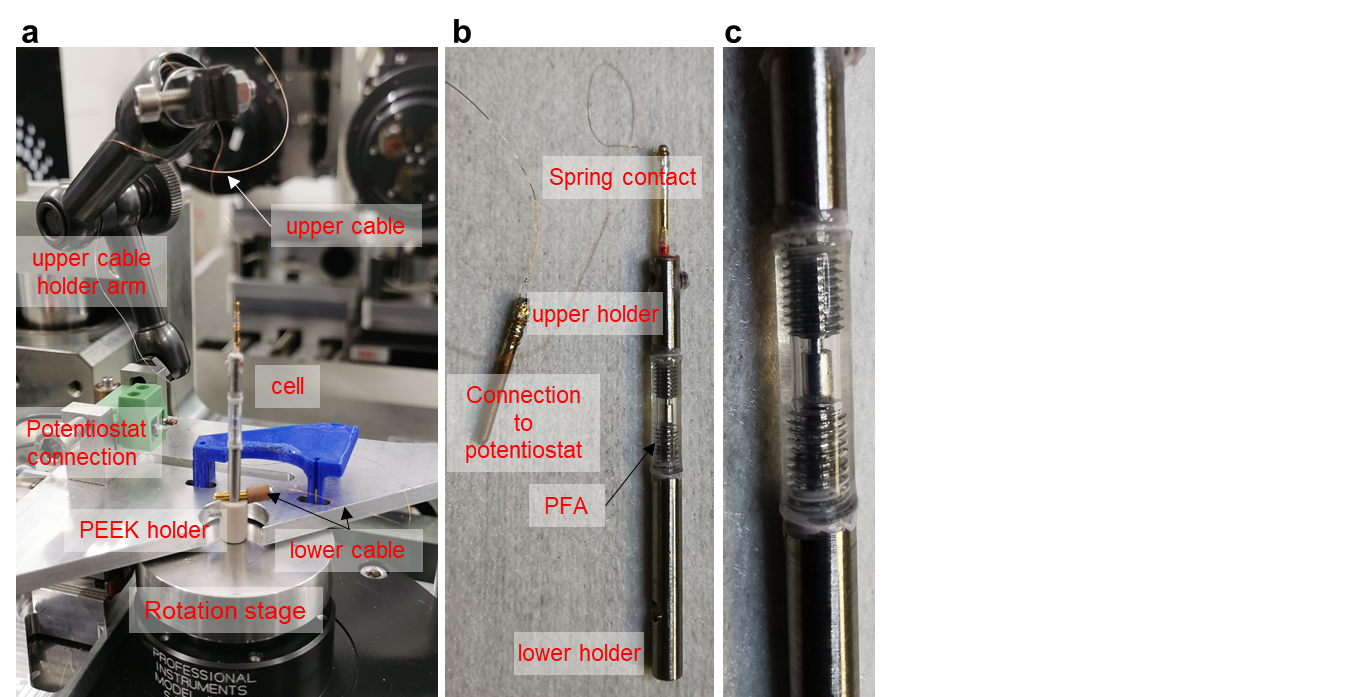 a
upper cable
upper cable
holder arm
cell
Potentiostat
connection
PEEK holder
lower cable
Rotation stage
PROFESSIONAL
INSTRUMENTS
MODEL
b
Spring contact
upper holder
Connection
to
potentiostat
PFA
lower holder
c